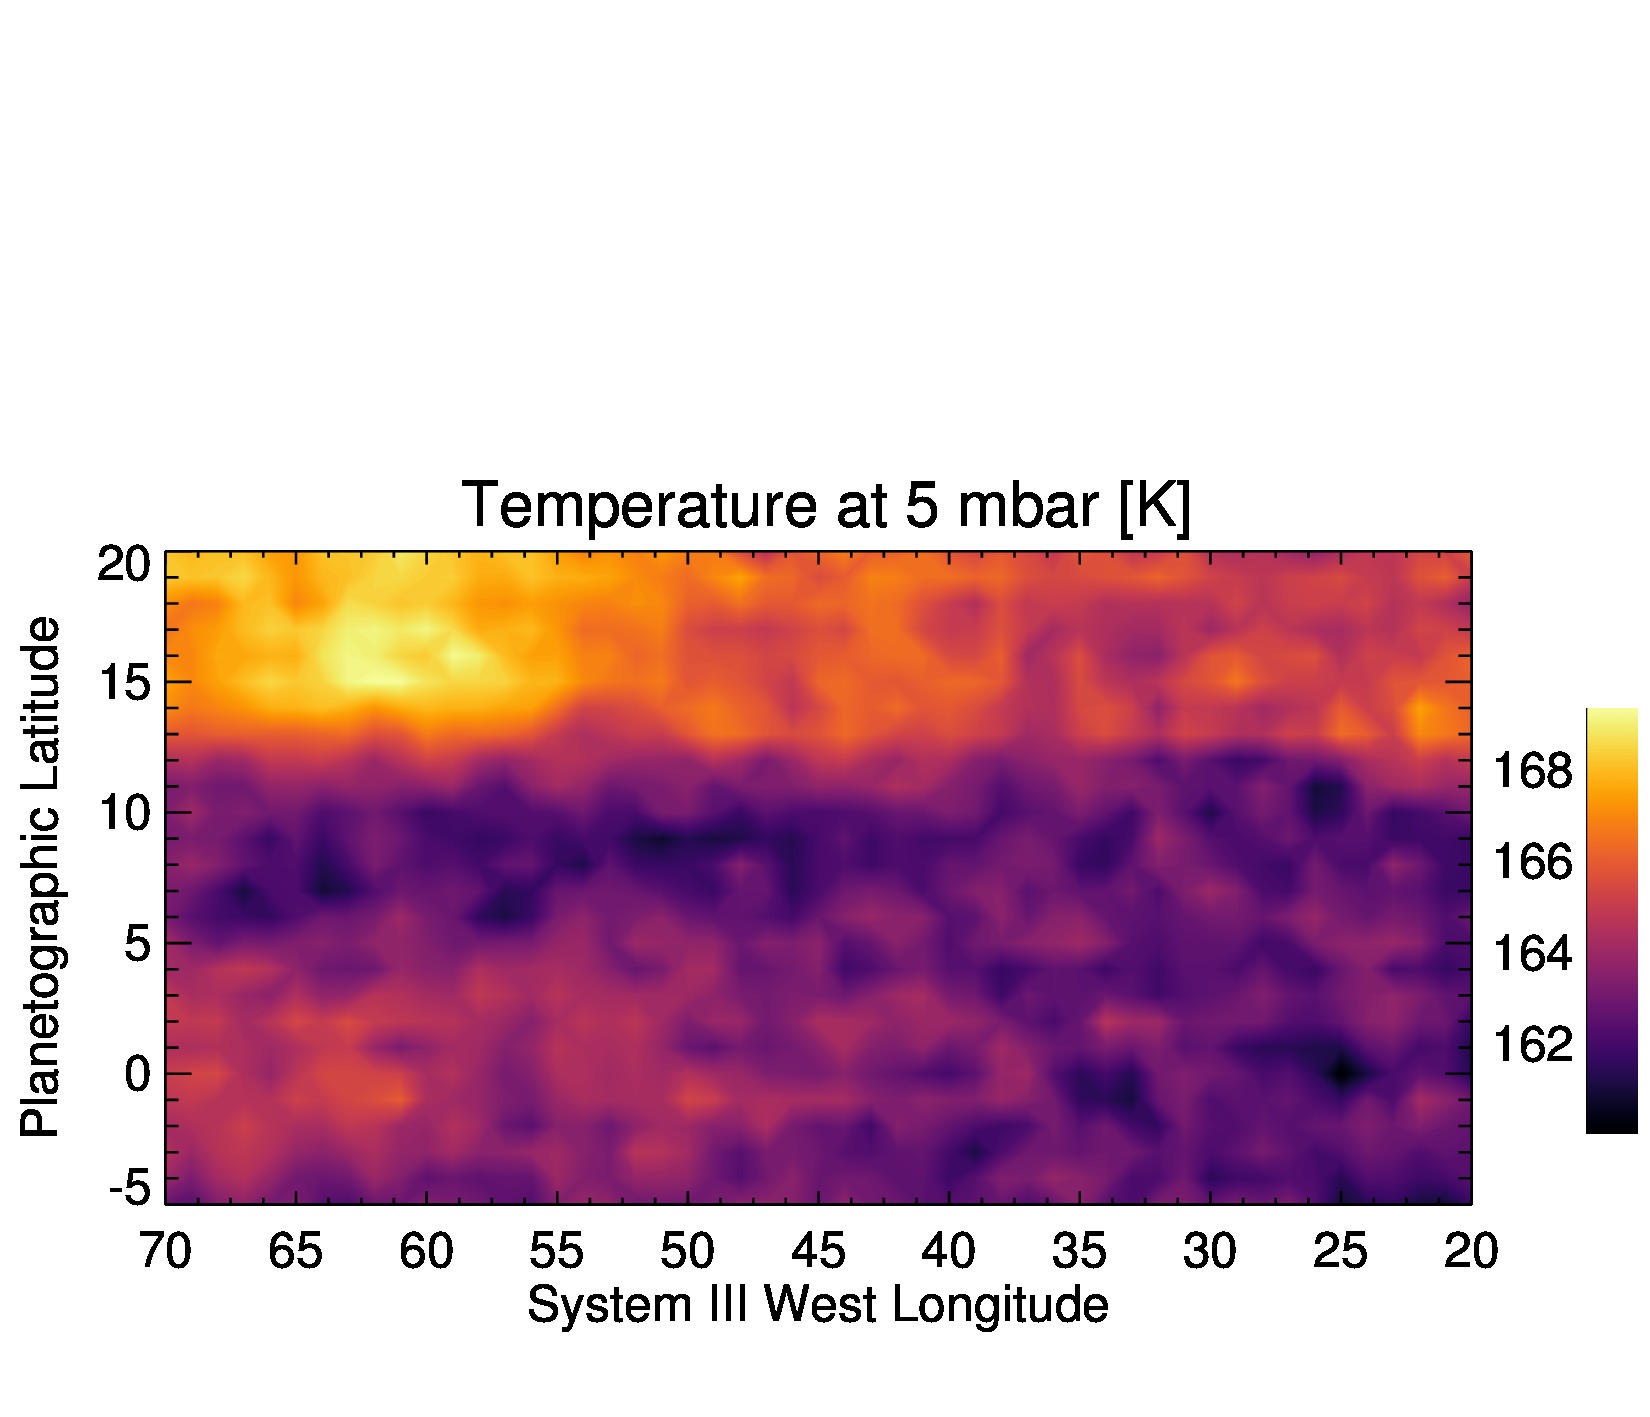 Temperature at 5 mbar [K]
20
15
10
5
0
-5
Planetographic Latitude
70 65 60 55 50 45 40 35 30 25 20
System III West Longitude
168
166
164
162